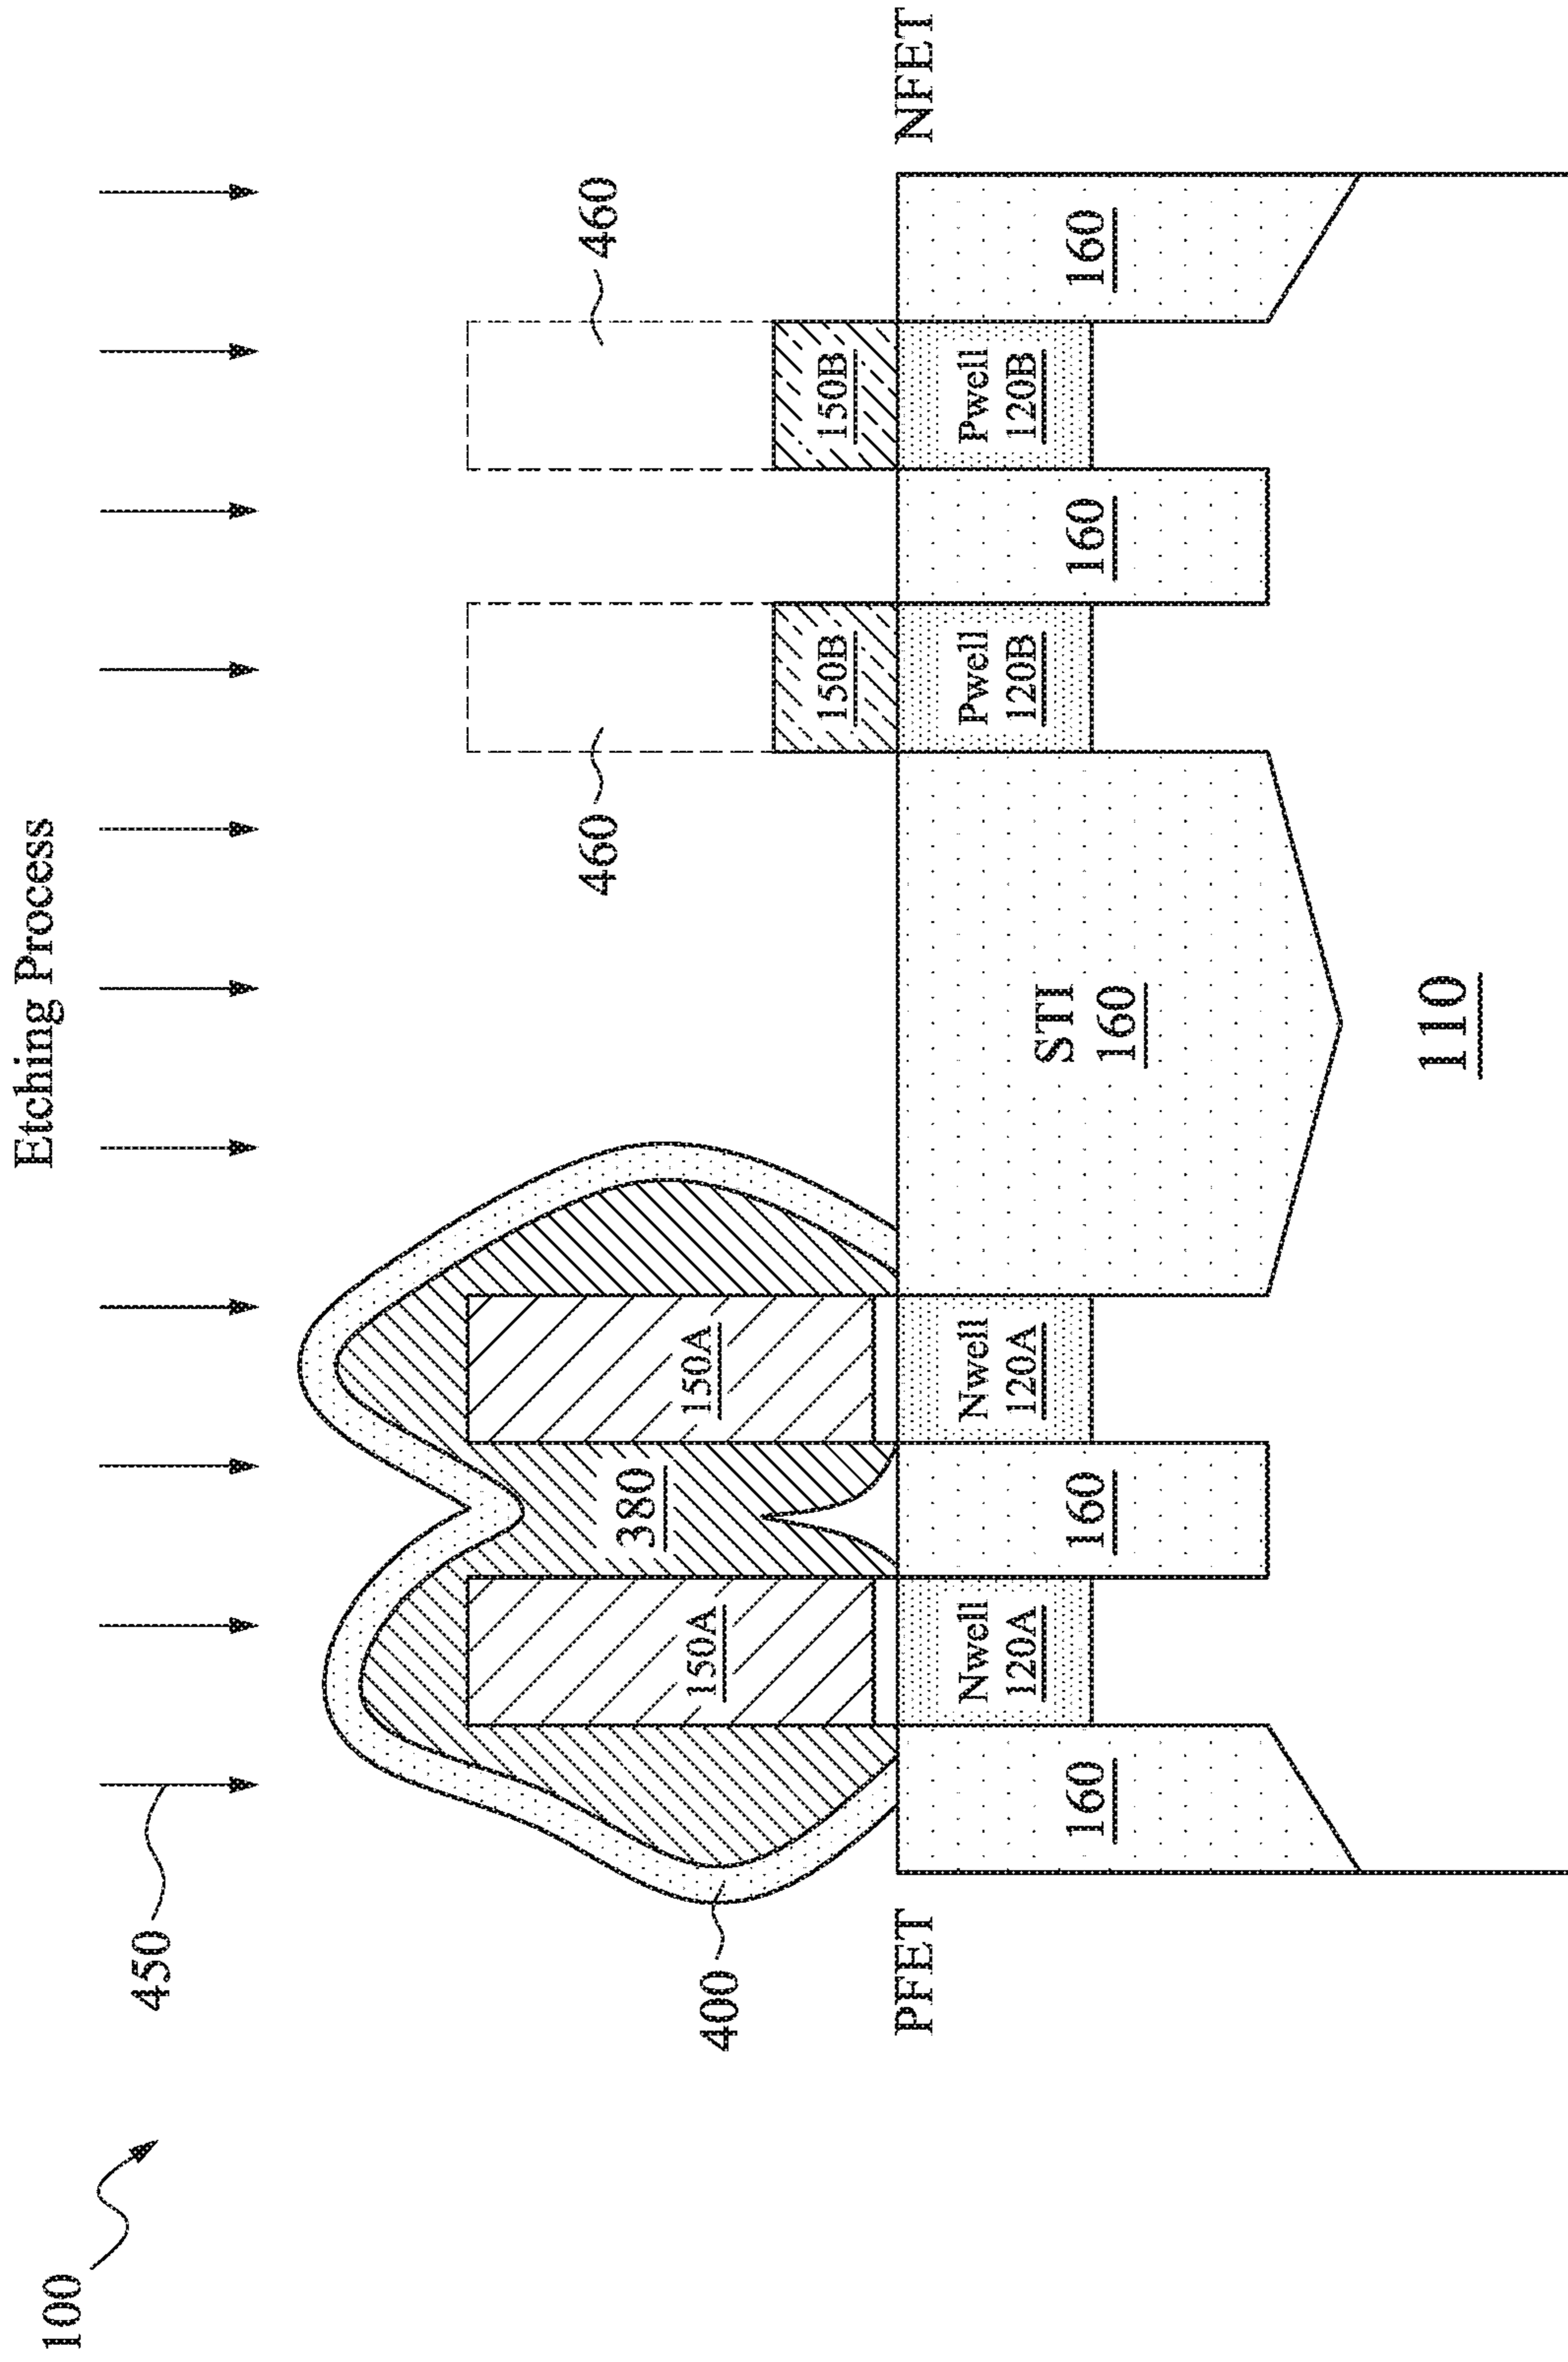 Etching Process
100
450
400
380
150A
150A
460
460
150B
150B
PFET
NFET
160
Nwell
120A
160
Nwell
120A
STI
160
Pwell
120B
160
Pwell
120B
160
110